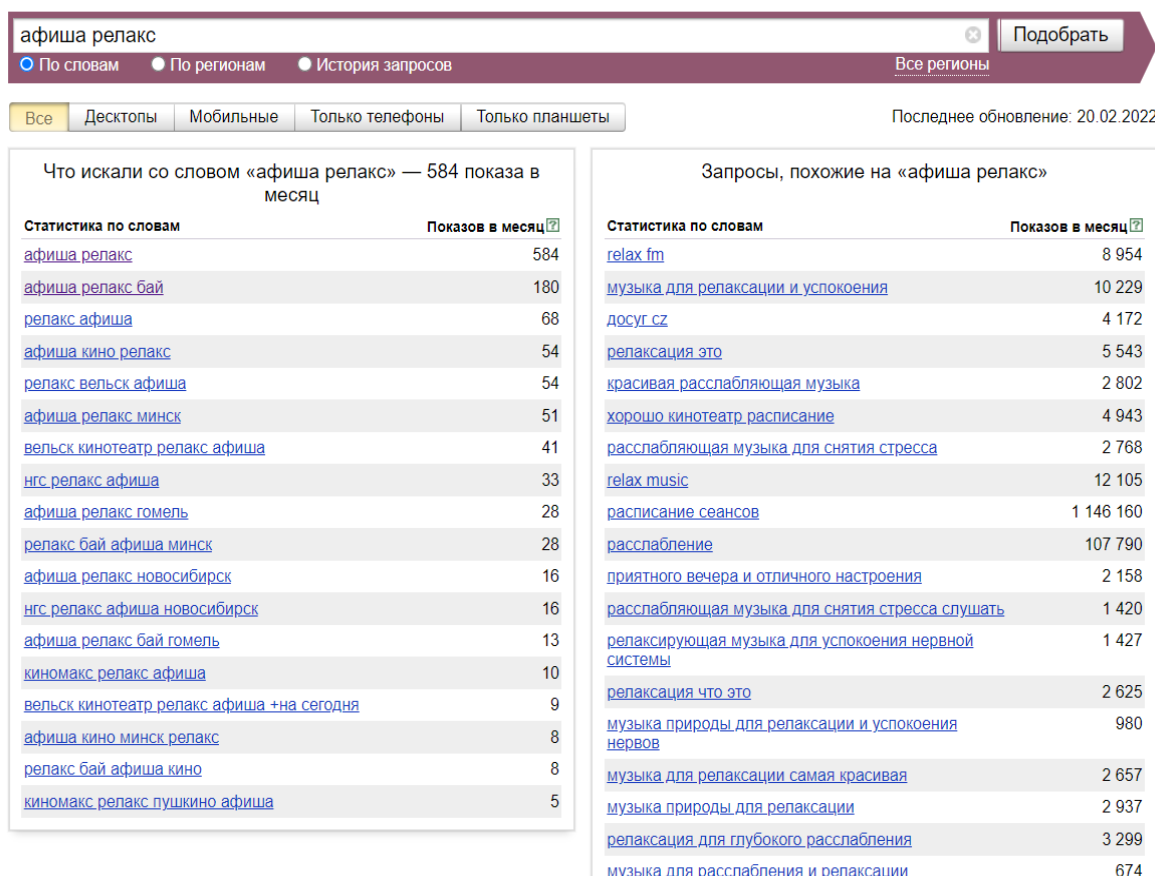 афиша релакс
Подобрать
По словам
По регионам
История запросов
Все регионы
Все
Десктопы
Мобильные
Только телефоны
Только планшеты
Последнее обновление: 20.02.2022
Что искали со словом «афиша релакс» — 584 показа в
месяц
Статистика по словам Показов в месяц ?
афиша релакс 584
афиша релакс бай 180
релакс афиша 68
афиша кино релакс 54
релакс вельск афиша 54
афиша релакс минск 51
вельск кинотеатр релакс афиша 41
нгс релакс афиша 33
афиша релакс гомель 28
релакс бай афиша минск 28
афиша релакс новосибирск 16
нгс релакс афиша новосибирск 16
афиша релакс бай гомель 13
киномакс релакс афиша 10
вельск кинотеатр релакс афиша +на сегодня 9
афиша кино минск релакс 8
релакс бай афиша кино 8
киномакс релакс пушкино афиша 5
Запросы, похожие на «афиша релакс»
Статистика по словам Показов в месяц ?
relax fm 8 954
музыка для релаксации и успокоения 10 229
досуг cz 4 172
релаксация это 5 543
красивая расслабляющая музыка 2 802
хорошо кинотеатр расписание 4 943
расслабляющая музыка для снятия стресса 2 768
relax music 12 105
расписание сеансов 1 146 160
расслабление 107 790
приятного вечера и отличного настроения 2 158
расслабляющая музыка для снятия стресса слушать 1 420
релаксирующая музыка для успокоения нервной 1 427
системы
релаксация что это 2 625
музыка природы для релаксации и успокоения 980
нервов
музыка для релаксации самая красивая 2 657
музыка природы для релаксации 2 937
релаксация для глубокого расслабления 3 299
музыка для расслабления и релаксации 674